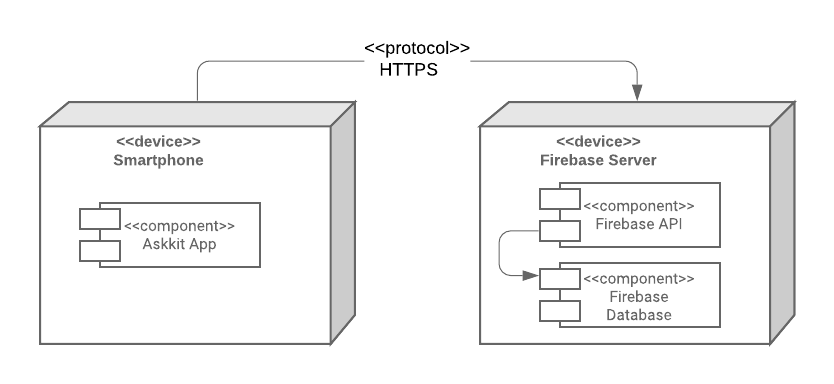 <<protocol>>
HTTPS
<<device>>
Smartphone
<<component>>
Askkit App
<<device>>
Firebase Server
<<component>>
Firebase API
<<component>>
Firebase
Database